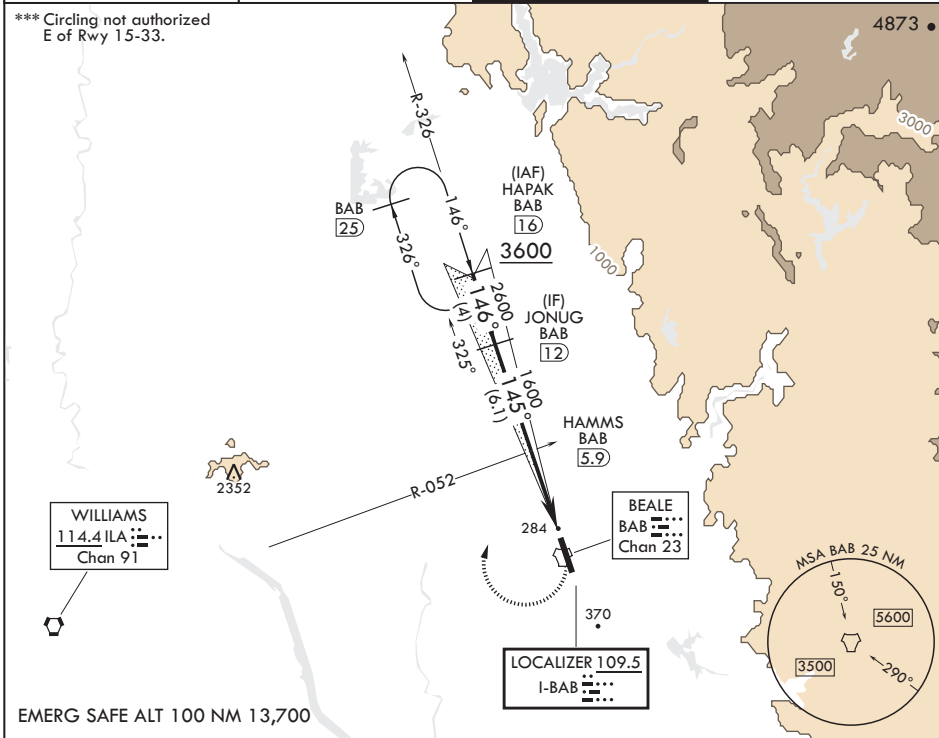 *** Circling not authorized
E of Rwy 15-33.
4873
R-326
3000
(IAF)
HAPAK
BAB
16
3600
BAB
25
146°
326°
1000
2600
146°
(4)
(IF)
JONUG
BAB
12
325°
1600
145°
(6.1)
HAMMS
BAB
5.9
R-052
2352
WILLIAMS
114.4 ILA
Chan 91
284
BEALE
BAB
Chan 23
370
LOCALIZER 109.5
I-BAB
MSA BAB 25 NM
150°
5600
3500
290°
EMERG SAFE ALT 100 NM 13,700